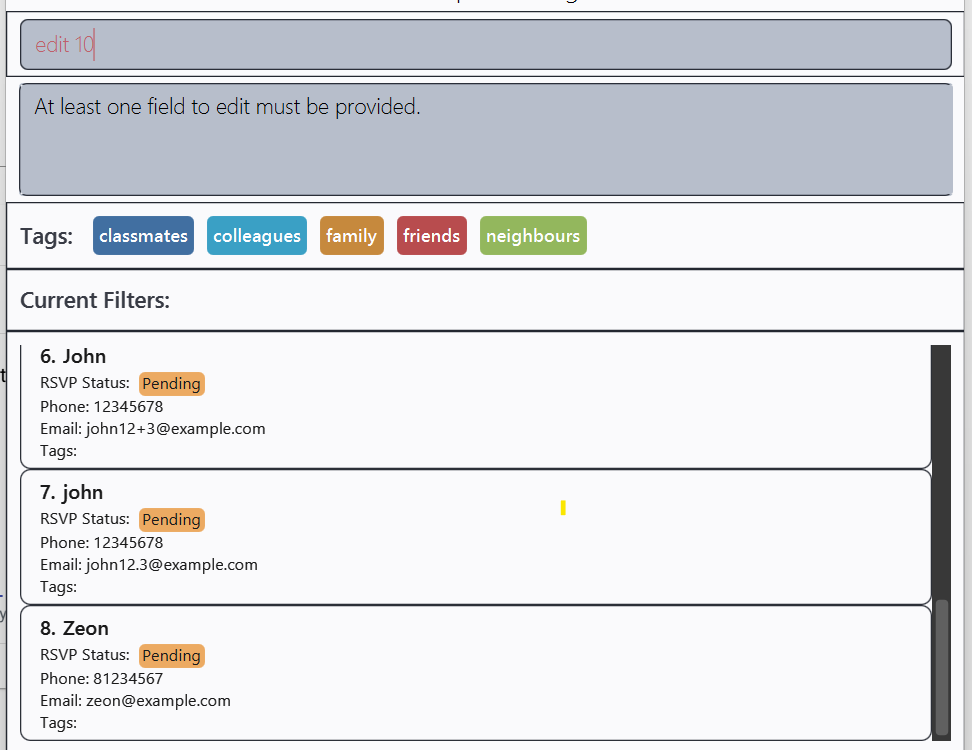 edit 10
At least one field to edit must be provided.
Tags: classmates colleagues family friends neighbours
Current Filters:
6. John
RSVP Status: Pending
Phone: 12345678
Email: john12+3@example.com
Tags:
7. john
RSVP Status: Pending
Phone: 12345678
Email: john12.3@example.com
Tags:
8. Zeon
RSVP Status: Pending
Phone: 81234567
Email: zeon@example.com
Tags: